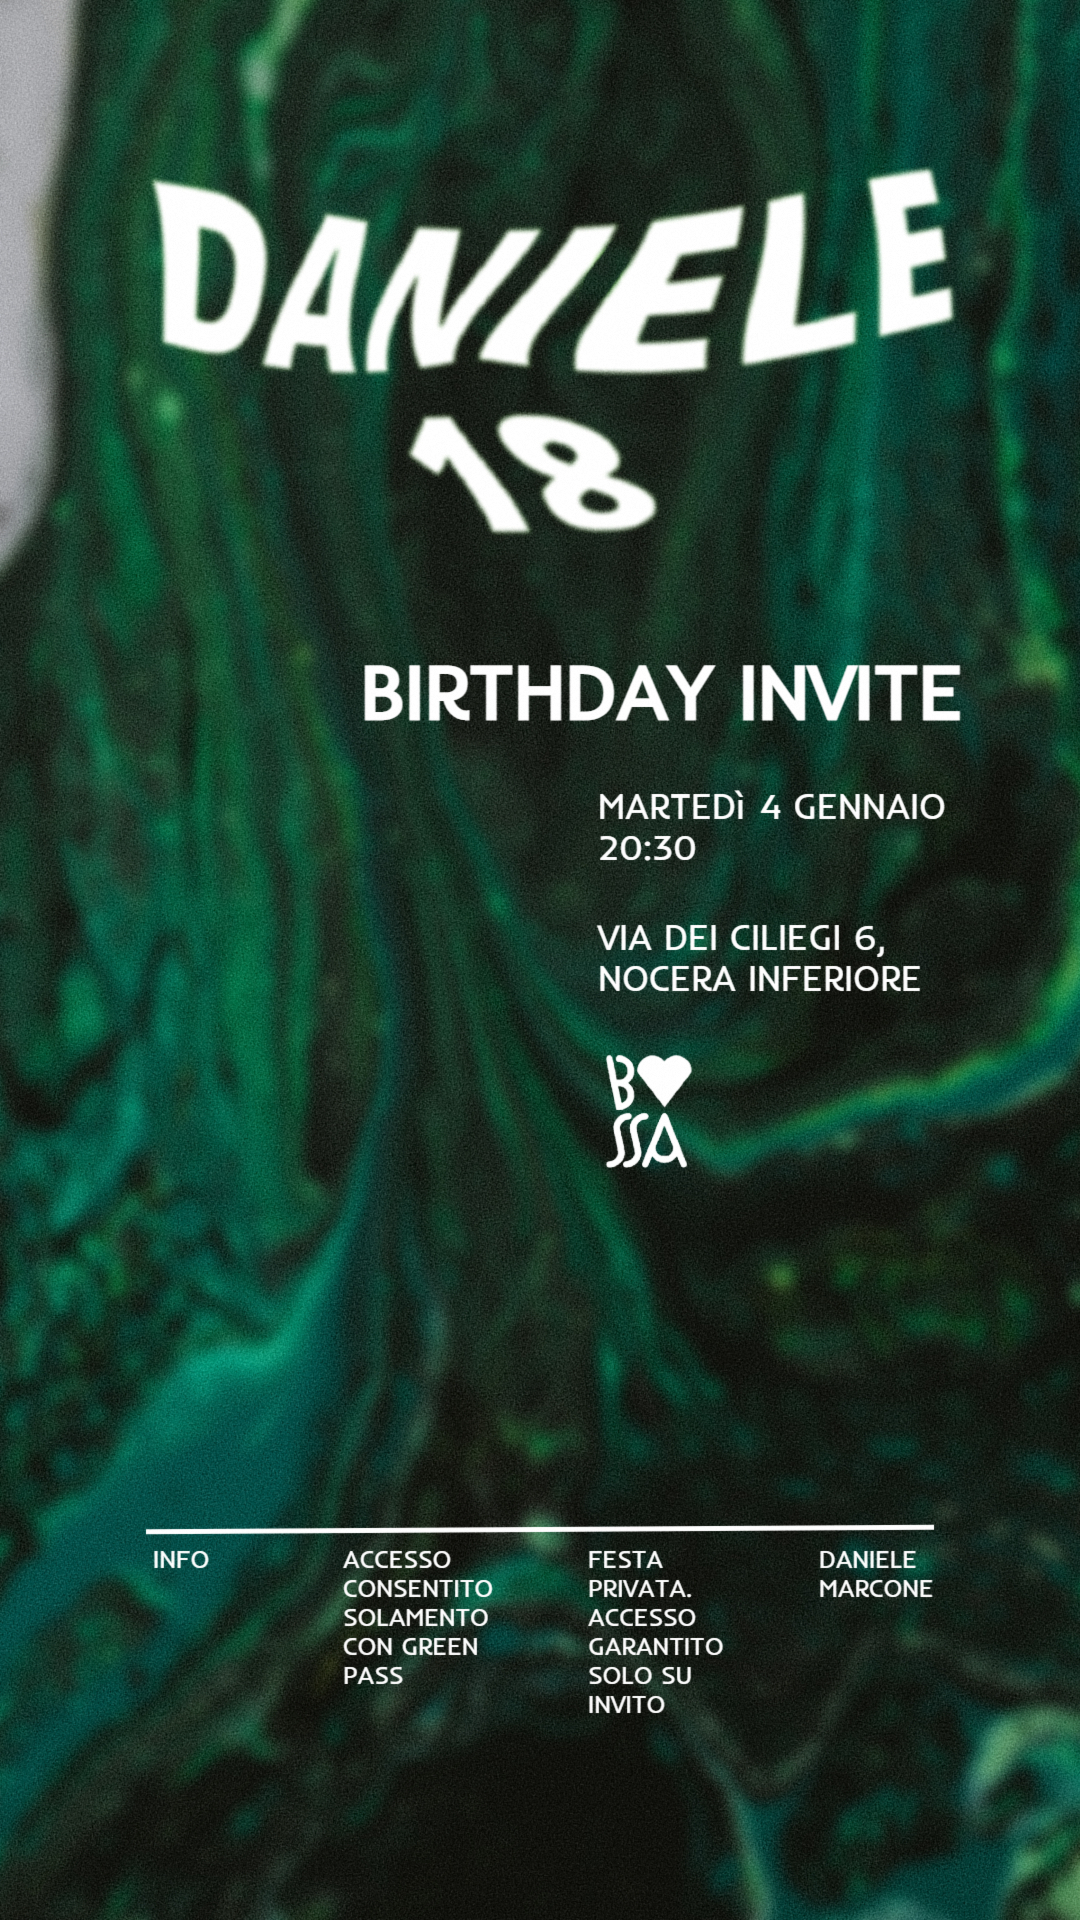 DANIELE
18
BIRTHDAY INVITE
MARTEDì 4 GENNAIO
20:30
VIA DEI CILIEGI 6,
NOCERA INFERIORE
B♥
SSA
INFO
ACCESSO
CONSENTITO
SOLAMENTO
CON GREEN
PASS
FESTA
PRIVATA.
ACCESSO
GARANTITO
SOLO SU
INVITO
DANIELE
MARCONE